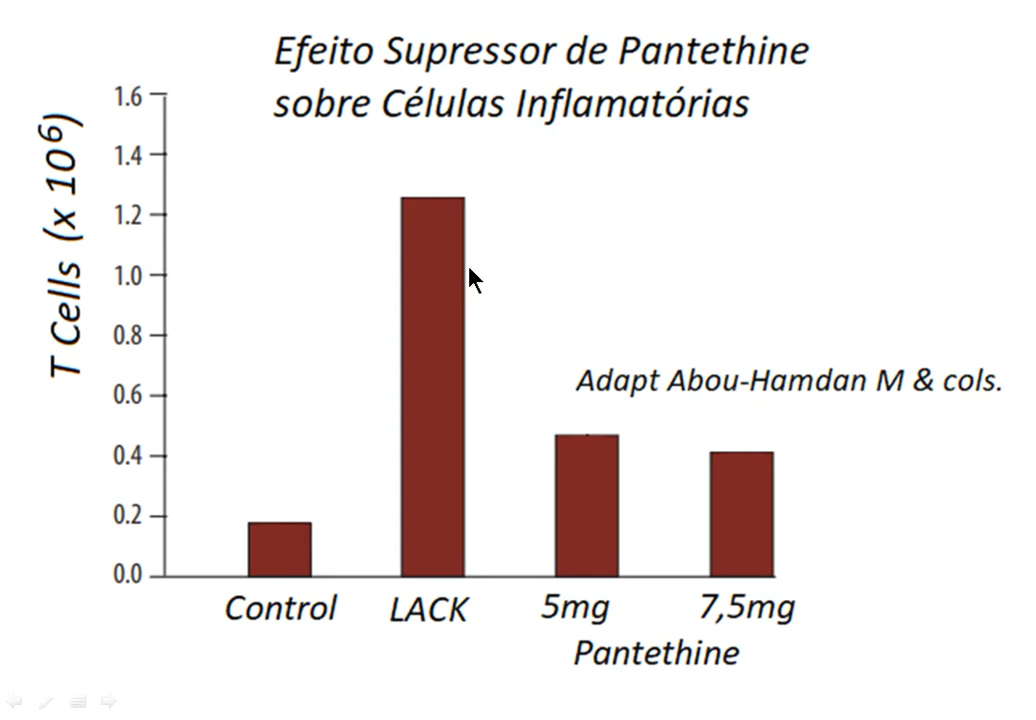 Efeito Supressor de Pantethine
sobre Células Inflamatórias
T Cells (x 10⁶)
1.6
1.4
1.2
1.0
0.8
0.6
0.4
0.2
0.0
Adapt Abou-Hamdan M & cols.
Control LACK 5mg 7,5mg
Pantethine